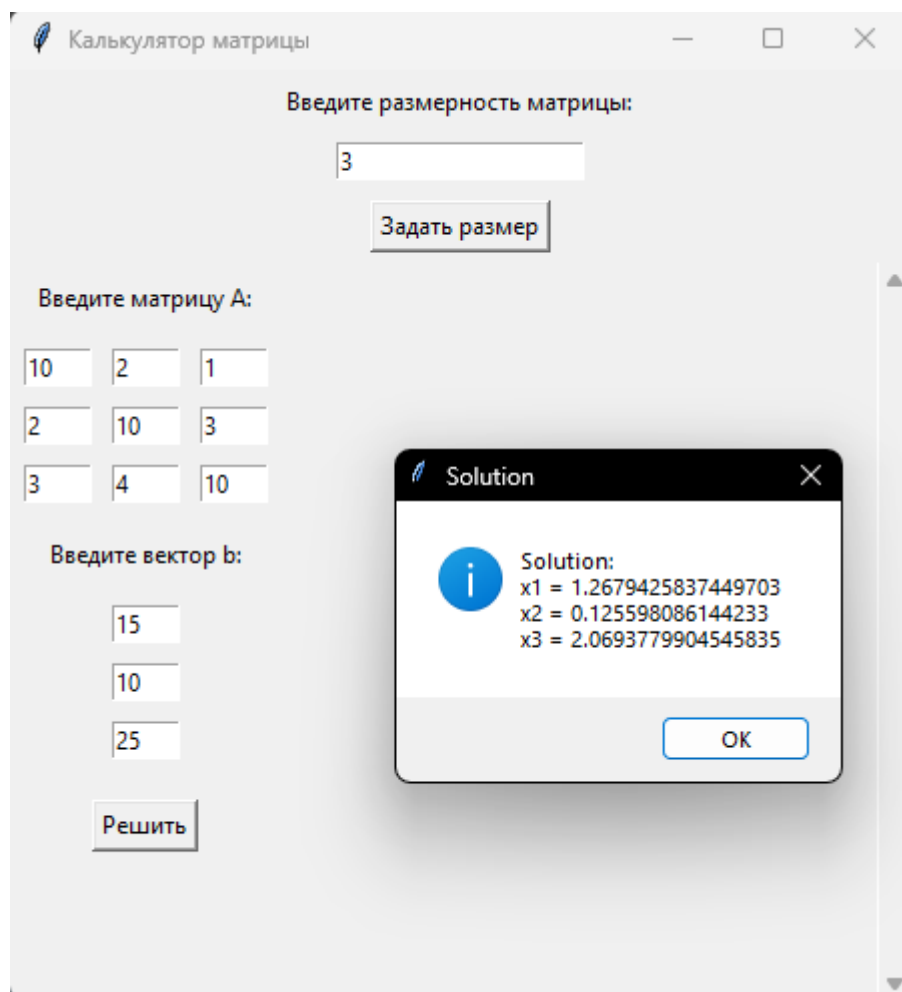 Калькулятор матрицы
Введите размерность матрицы:
3
Задать размер
Введите матрицу A:
10 2 1
2 10 3
3 4 10
Введите вектор b:
15
10
25
Решить
Solution
Solution:
x1 = 1.2679425837449703
x2 = 0.125598086144233
x3 = 2.0693779904545835
OK